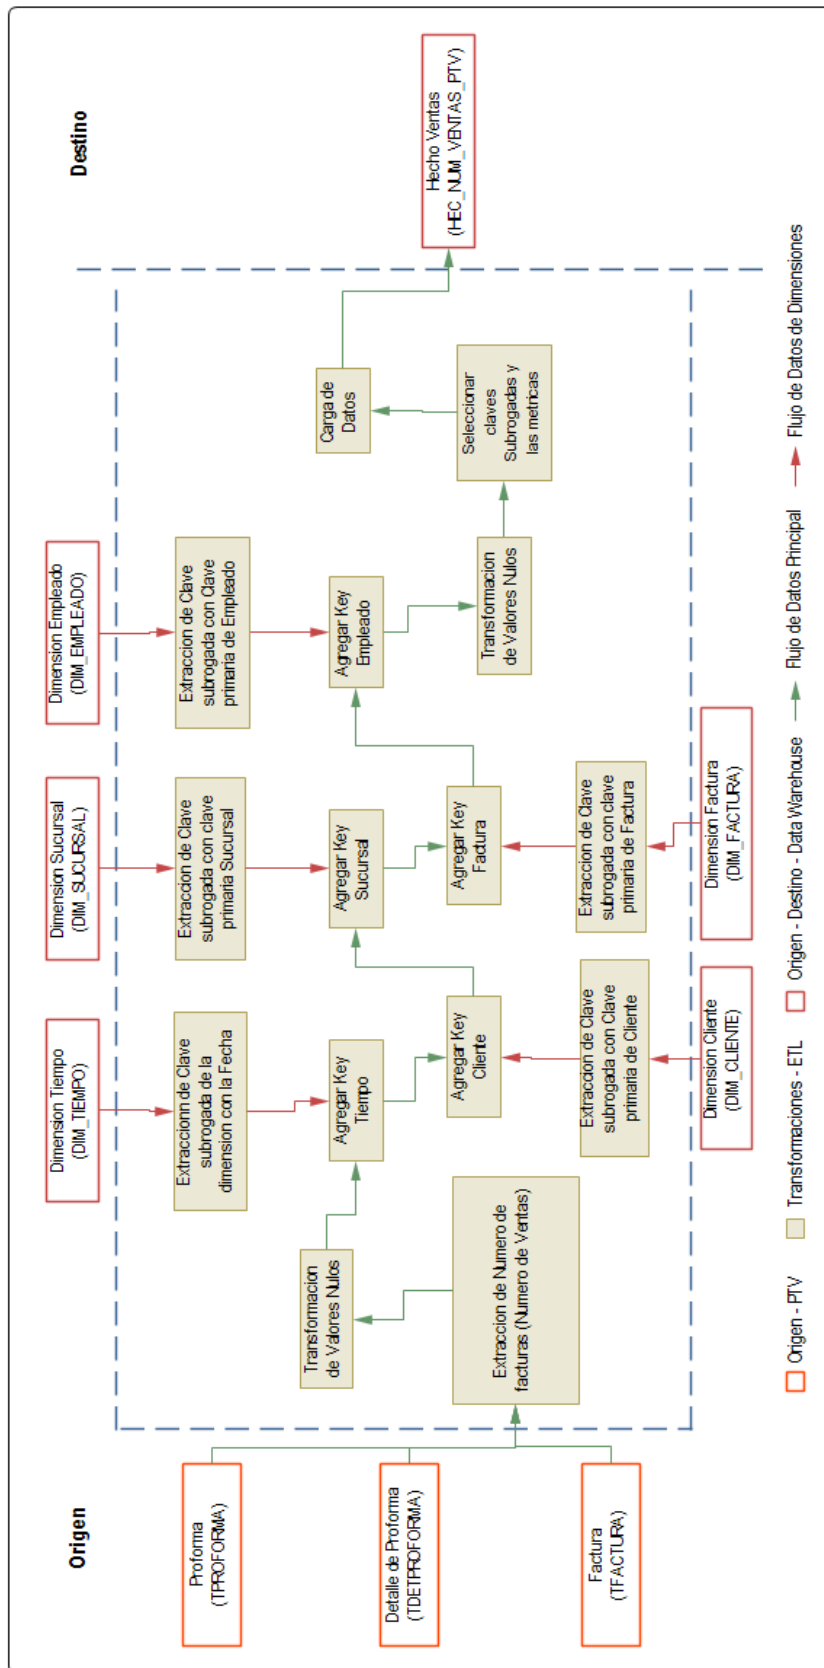 Origen
Destino
Proforma
(TPROFORMA)
Detalle de Proforma
(TDETPROFORMA)
Factura
(TFACTURA)
Extraccion de Numero de
facturas (Numero de Ventas)
Transformacion
de Valores Nulos
Dimension Tiempo
(DIM_TIEMPO)
Extraccionn de Clave
subrogada de la
dimension con la Fecha
Agregar Key
Tiempo
Agregar Key
Cliente
Extraccion de Clave
subrogada con Clave
primaria de Cliente
Dimension Cliente
(DIM_CLIENTE)
Dimension Sucursal
(DIM_SUCURSAL)
Extraccion de Clave
subrogada con clave
primaria Sucursal
Agregar Key
Sucursal
Agregar Key
Factura
Extraccion de Clave
subrogada con clave
primaria de Factura
Dimension Factura
(DIM_FACTURA)
Dimension Empleado
(DIM_EMPLEADO)
Extraccion de Clave
subrogada con Clave
primaria de Empleado
Agregar Key
Empleado
Transformacion
de Valores Nulos
Seleccionar
claves
Subrogadas y
las metricas
Carga de
Datos
Hecho Ventas
(HEC_NUM_VENTAS_PTV)
Origen - PTV
Transformaciones - ETL
Origen - Destino - Data Warehouse
Flujo de Datos Principal
Flujo de Datos de Dimensiones